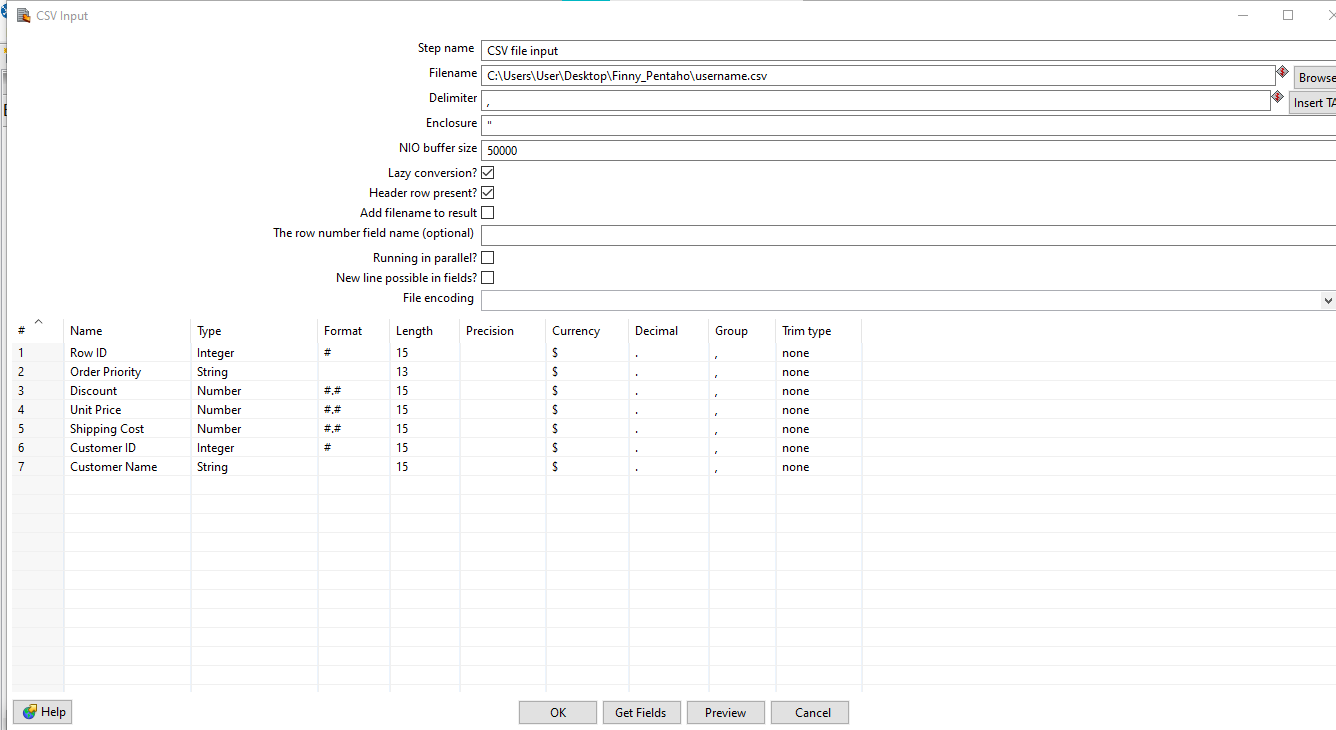 CSV Input
Step name CSV file input
Filename C:\Users\User\Desktop\Finny_Pentaho\username.csv Browse
Delimiter , Insert TA
Enclosure "
NIO buffer size 50000
Lazy conversion?
Header row present?
Add filename to result
The row number field name (optional)
Running in parallel?
New line possible in fields?
File encoding
# Name Type Format Length Precision Currency Decimal Group Trim type
1 Row ID Integer # 15 $ . , none
2 Order Priority String 13 $ . , none
3 Discount Number #.# 15 $ . , none
4 Unit Price Number #.# 15 $ . , none
5 Shipping Cost Number #.# 15 $ . , none
6 Customer ID Integer # 15 $ . , none
7 Customer Name String 15 $ . , none
Help OK Get Fields Preview Cancel